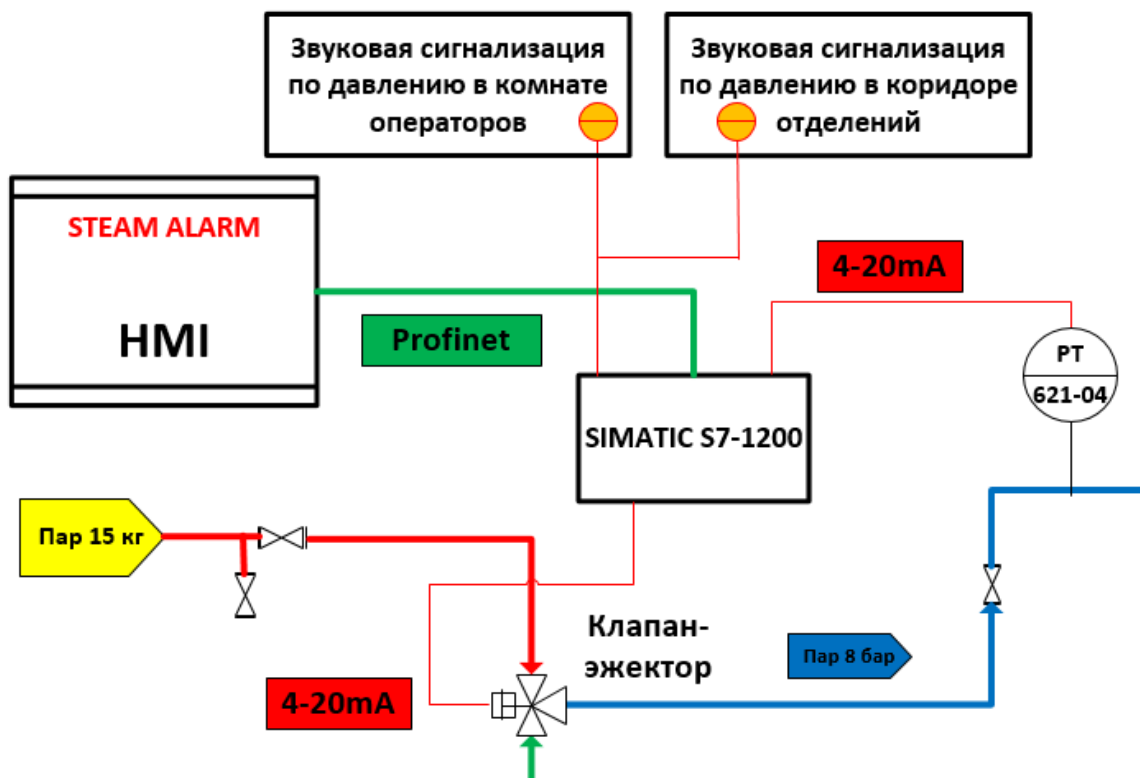 Звуковая сигнализация
по давлению в комнате
операторов
Звуковая сигнализация
по давлению в коридоре
отделений
STEAM ALARM
HMI
4-20mA
Profinet
PT
621-04
SIMATIC S7-1200
Пар 15 кг
Клапан-
эжектор
Пар 8 бар
4-20mA